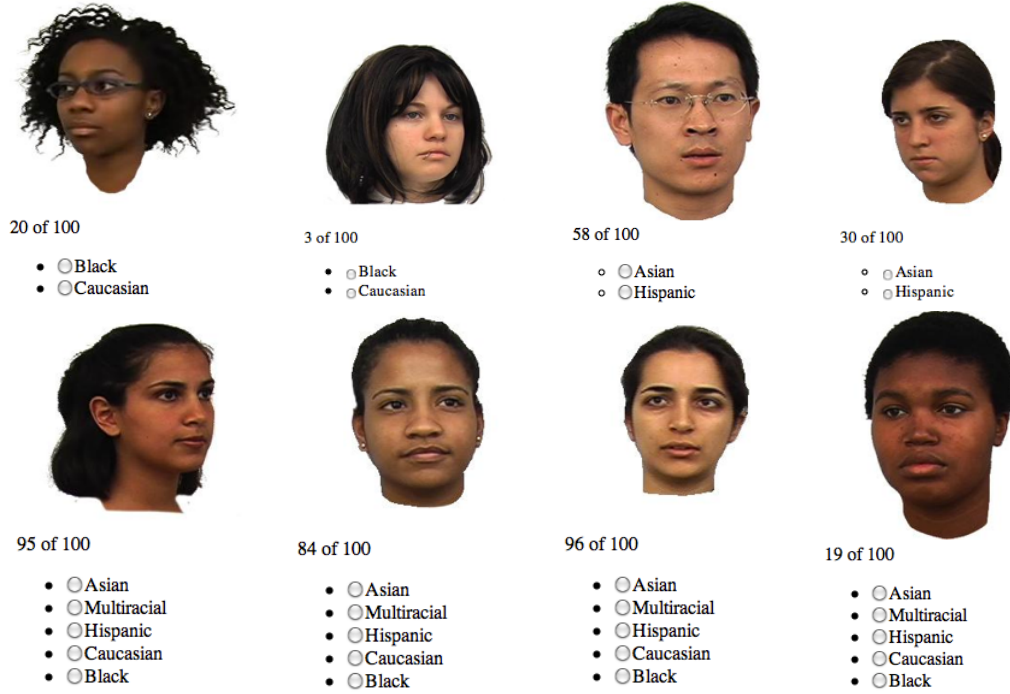 20 of 100
Black
Caucasian
3 of 100
Black
Caucasian
58 of 100
Asian
Hispanic
30 of 100
Asian
Hispanic
95 of 100
Asian
Multiracial
Hispanic
Caucasian
Black
84 of 100
Asian
Multiracial
Hispanic
Caucasian
Black
96 of 100
Asian
Multiracial
Hispanic
Caucasian
Black
19 of 100
Asian
Multiracial
Hispanic
Caucasian
Black